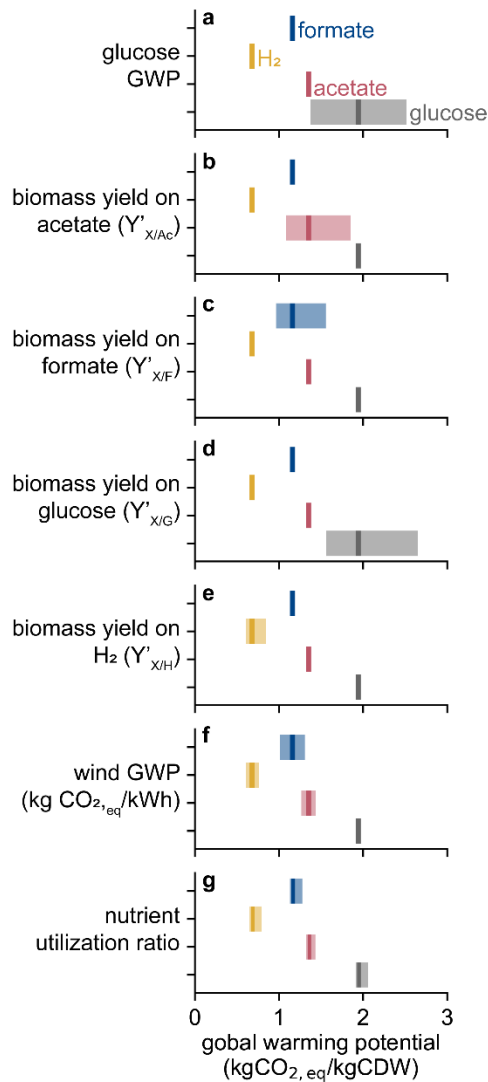 a
formate
glucose
GWP
H₂
acetate
glucose
b
biomass yield on
acetate (Y'X/Ac)
c
biomass yield on
formate (Y'X/F)
d
biomass yield on
glucose (Y'X/G)
e
biomass yield on
H₂ (Y'X/H)
f
wind GWP
(kg CO₂,eq/kWh)
g
nutrient
utilization ratio
0 1 2 3
gobal warming potential
(kgCO₂, eq/kgCDW)